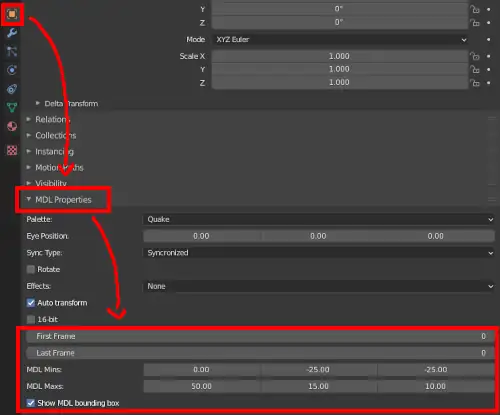 Y 0°
Z 0°
Mode XYZ Euler
Scale X 1.000
Y 1.000
Z 1.000
Delta Transform
Relations
Collections
Instancing
Motion Paths
Visibility
MDL Properties
Palette: Quake
Eye Position: 0.00 0.00 0.00
Sync Type: Syncronized
Rotate
Effects: None
Auto transform
16-bit
First Frame 0
Last Frame 0
MDL Mins: 0.00 -25.00 -25.00
MDL Maxs: 50.00 15.00 10.00
Show MDL bounding box